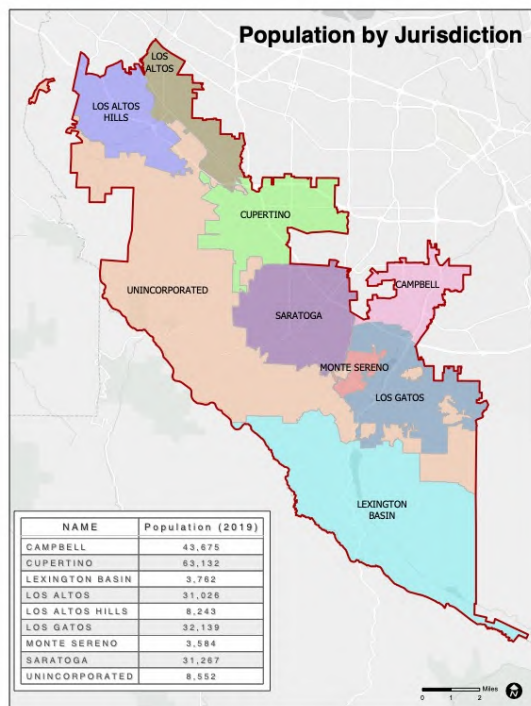 Population by Jurisdiction
LOS
ALTOS
LOS ALTOS
HILLS
CUPERTINO
UNINCORPORATED
CAMPBELL
SARATOGA
MONTE SERENO
LOS GATOS
LEXINGTON
BASIN
NAME Population (2019)
CAMPBELL 43,675
CUPERTINO 63,132
LEXINGTON BASIN 3,762
LOS ALTOS 31,026
LOS ALTOS HILLS 8,243
LOS GATOS 32,139
MONTE SERENO 3,584
SARATOGA 31,267
UNINCORPORATED 8,552
Miles
0 1 2
N